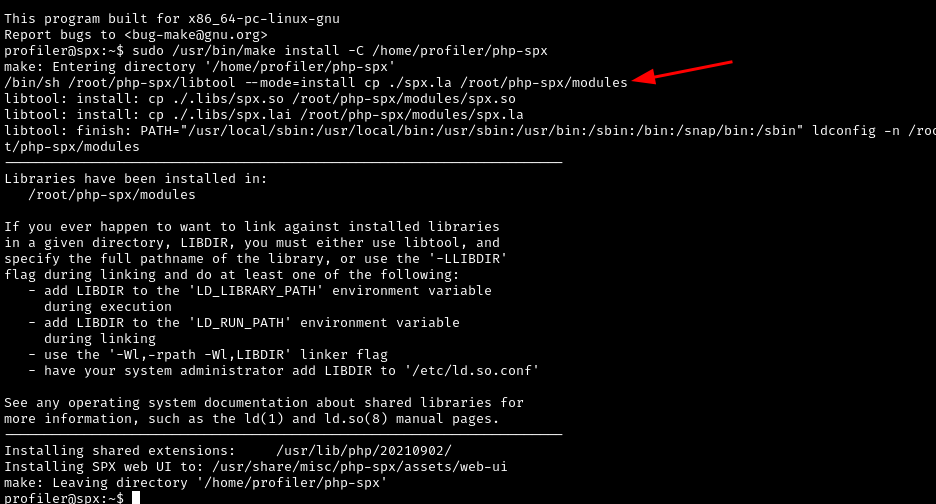 This program built for x86_64-pc-linux-gnu
Report bugs to <bug-make@gnu.org>
profiler@spx:~$ sudo /usr/bin/make install -C /home/profiler/php-spx
make: Entering directory '/home/profiler/php-spx'
/bin/sh /root/php-spx/libtool --mode=install cp ./spx.la /root/php-spx/modules
libtool: install: cp ./.libs/spx.so /root/php-spx/modules/spx.so
libtool: install: cp ./.libs/spx.lai /root/php-spx/modules/spx.la
libtool: finish: PATH="/usr/local/sbin:/usr/local/bin:/usr/sbin:/usr/bin:/sbin:/bin:/snap/bin:/sbin" ldconfig -n /roo
t/php-spx/modules
----------------------------------------------------------------------
Libraries have been installed in:
   /root/php-spx/modules

If you ever happen to want to link against installed libraries
in a given directory, LIBDIR, you must either use libtool, and
specify the full pathname of the library, or use the '-LLIBDIR'
flag during linking and do at least one of the following:
   - add LIBDIR to the 'LD_LIBRARY_PATH' environment variable
     during execution
   - add LIBDIR to the 'LD_RUN_PATH' environment variable
     during linking
   - use the '-Wl,-rpath -Wl,LIBDIR' linker flag
   - have your system administrator add LIBDIR to '/etc/ld.so.conf'

See any operating system documentation about shared libraries for
more information, such as the ld(1) and ld.so(8) manual pages.
----------------------------------------------------------------------
Installing shared extensions:     /usr/lib/php/20210902/
Installing SPX web UI to: /usr/share/misc/php-spx/assets/web-ui
make: Leaving directory '/home/profiler/php-spx'
profiler@spx:~$